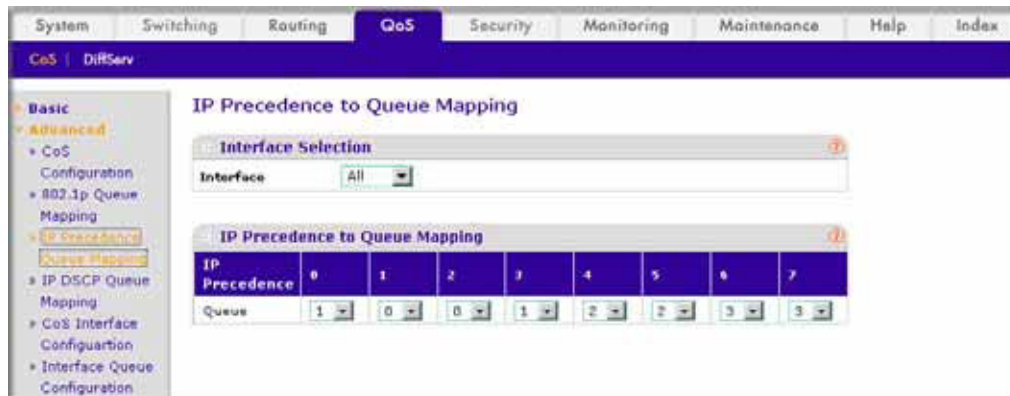 System Switching Routing QoS Security Monitoring Maintenance Help Index
CoS | DiffServ
Basic
Advanced
CoS
Configuration
802.1p Queue
Mapping
IP Precedence
Queue Mapping
IP DSCP Queue
Mapping
CoS Interface
Configuartion
Interface Queue
Configuration
IP Precedence to Queue Mapping
Interface Selection
Interface All
IP Precedence to Queue Mapping
IP
Precedence 0 1 2 3 4 5 6 7
Queue 1 0 0 1 2 2 3 3